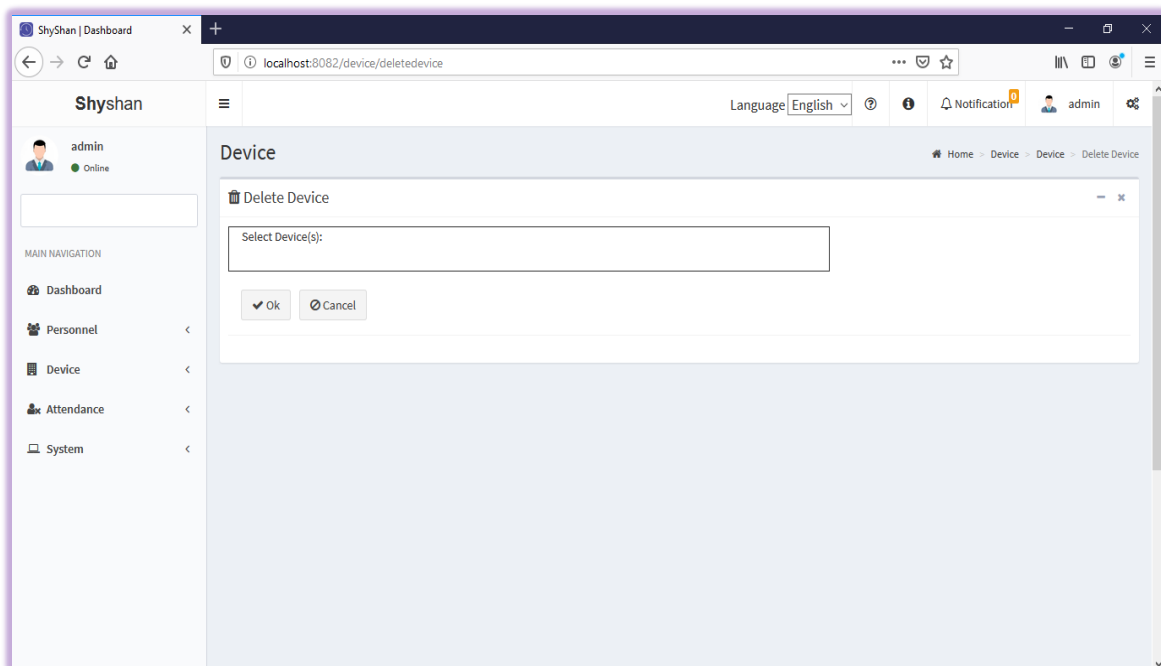 ShyShan | Dashboard
localhost:8082/device/deletedevice
Shyshan
Language English
Notification 0
admin
admin
Online
Device
Home > Device > Device > Delete Device
Delete Device
Select Device(s):
Ok
Cancel
MAIN NAVIGATION
Dashboard
Personnel
Device
Attendance
System